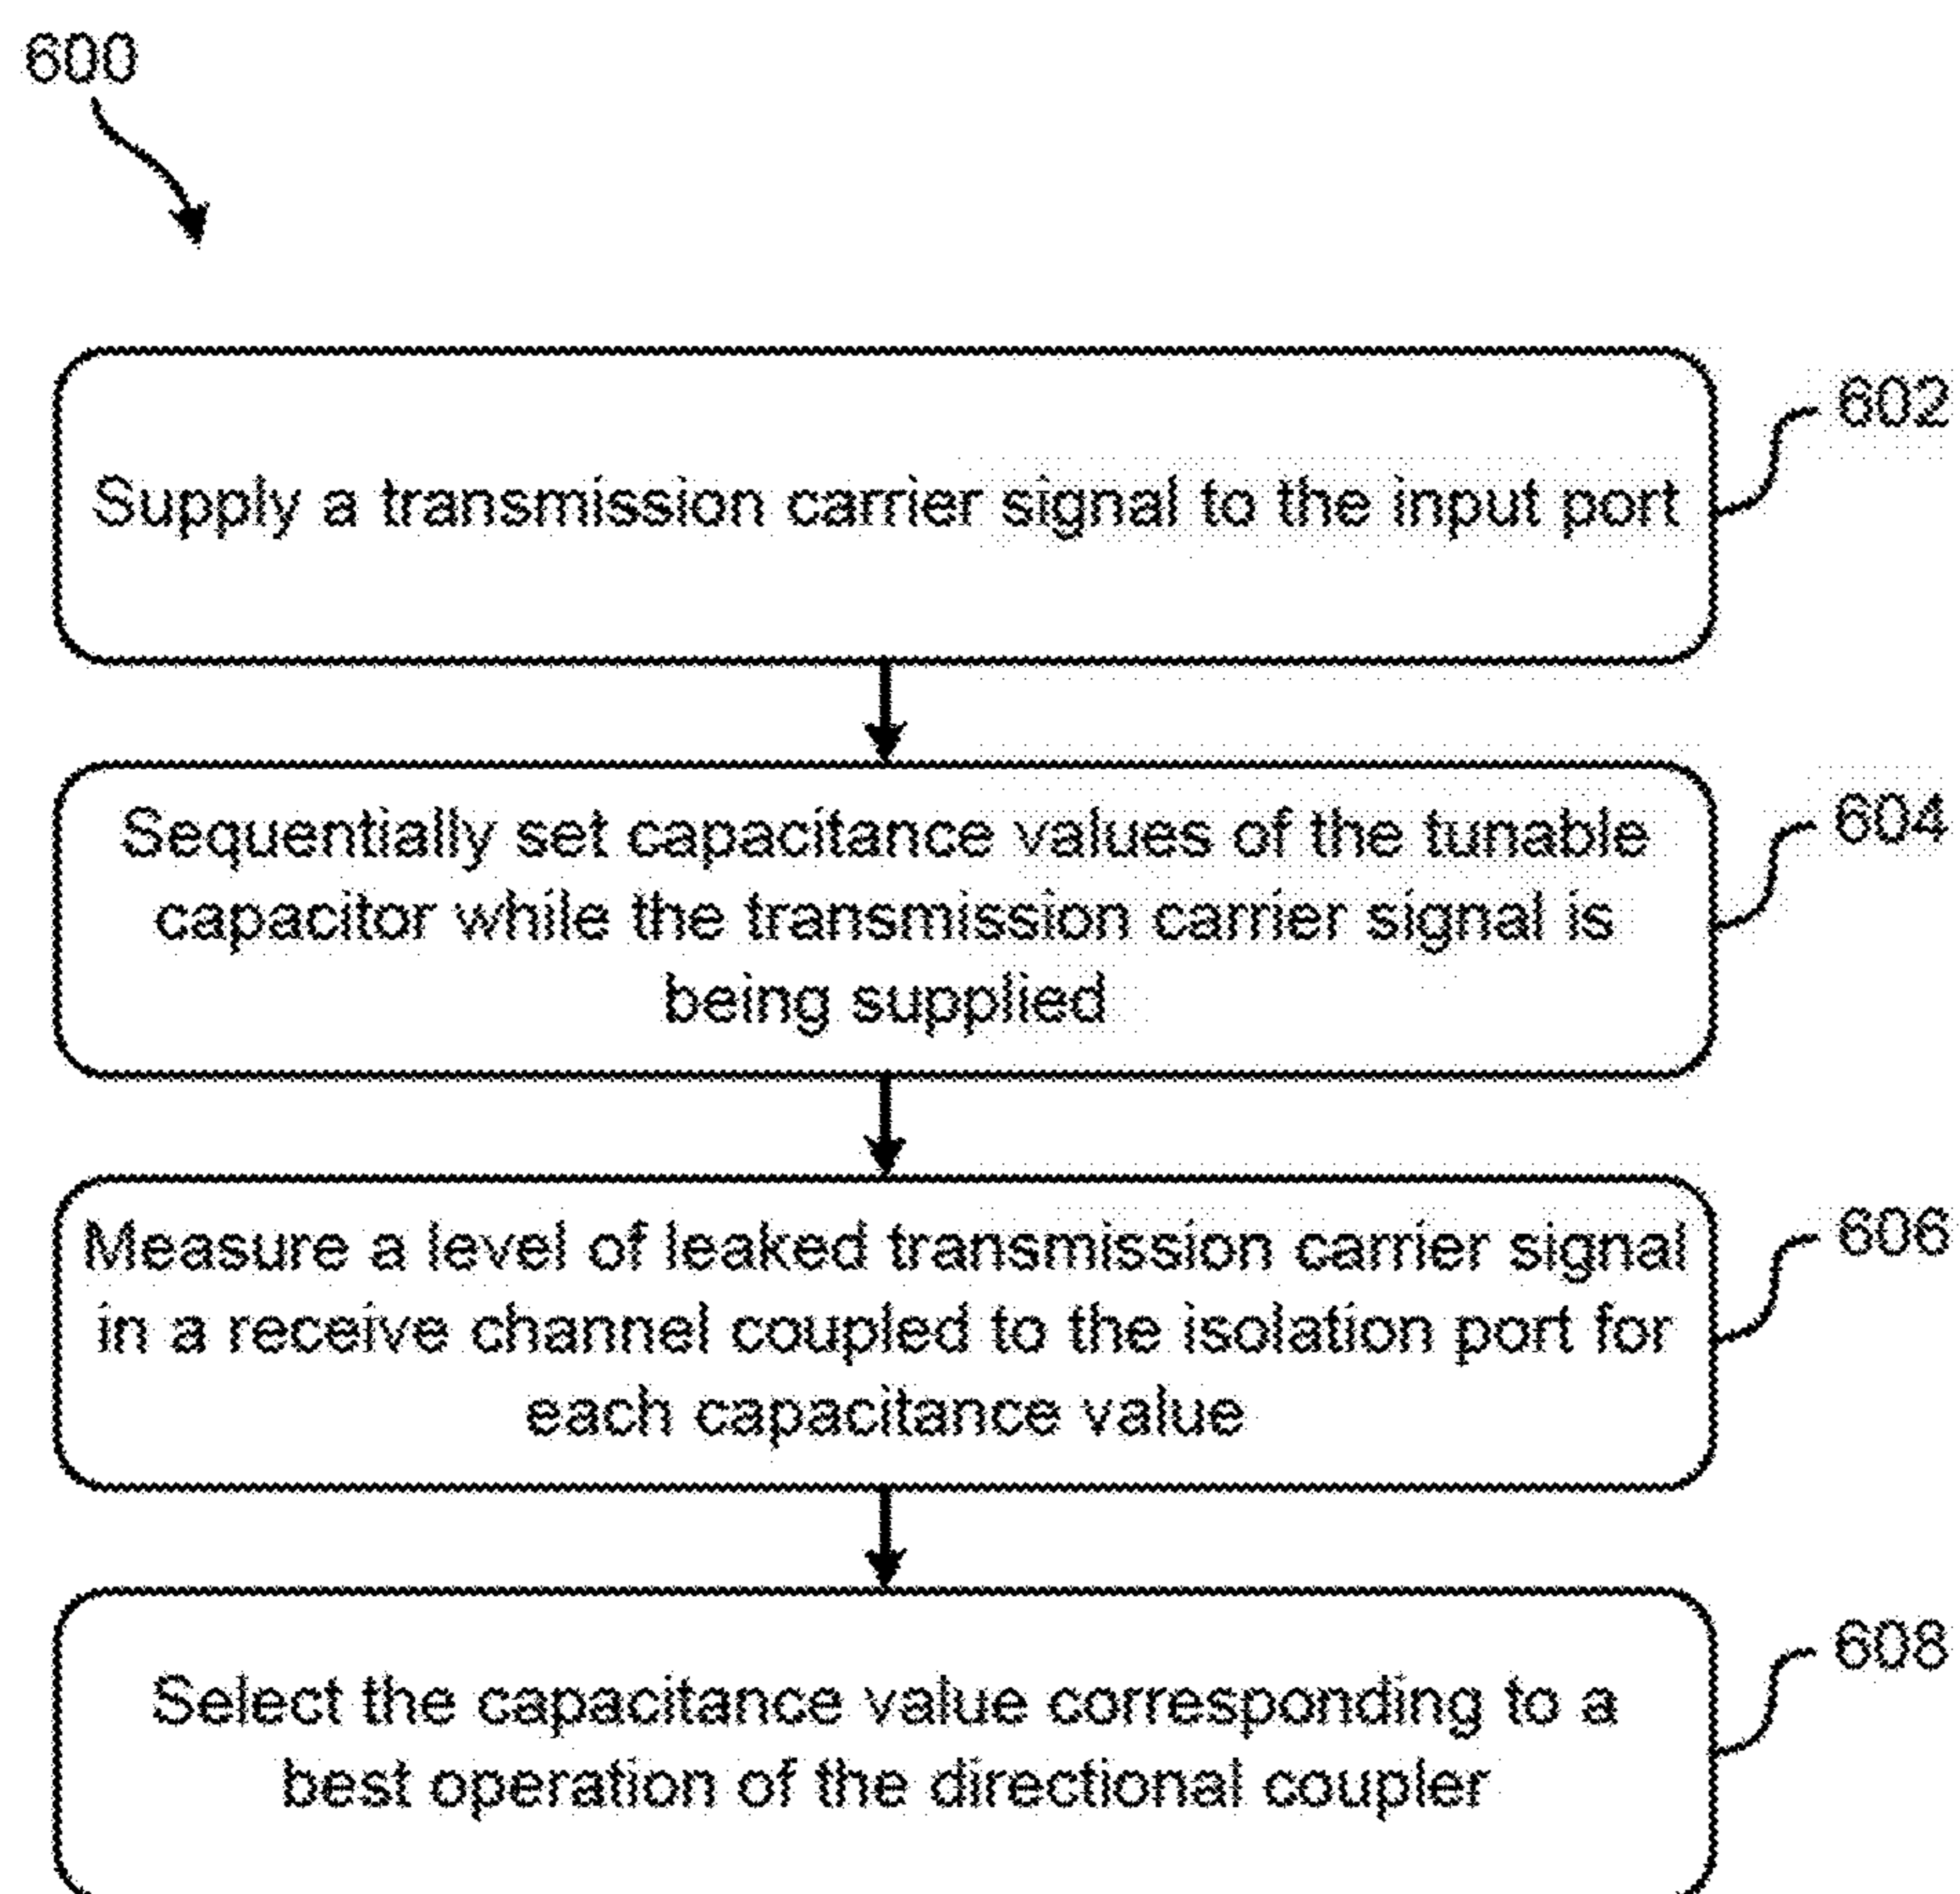 600
602
Supply a transmission carrier signal to the input port
604
Sequentially set capacitance values of the tunable
capacitor while the transmission carrier signal is
being supplied
606
Measure a level of leaked transmission carrier signal
in a receive channel coupled to the isolation port for
each capacitance value
608
Select the capacitance value corresponding to a
best operation of the directional coupler